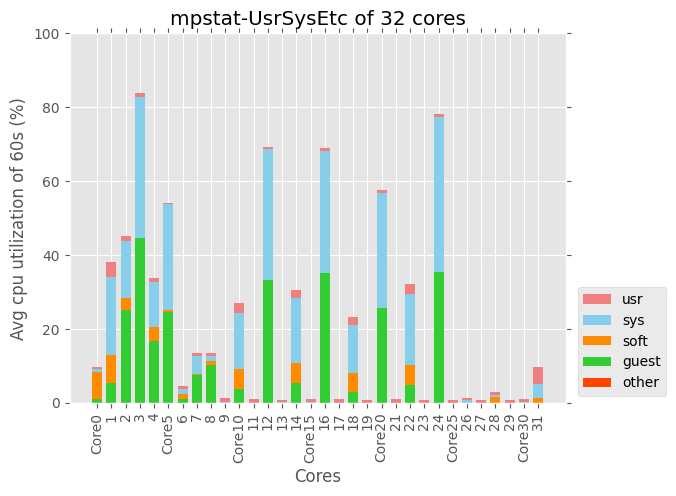 mpstat-UsrSysEtc of 32 cores
Avg cpu utilization of 60s (%)
100
80
60
40
20
0
Core0
1
2
3
4
Core5
6
7
8
9
Core10
11
12
13
14
Core15
16
17
18
19
Core20
21
22
23
24
Core25
26
27
28
29
Core30
31
Cores
usr
sys
soft
guest
other